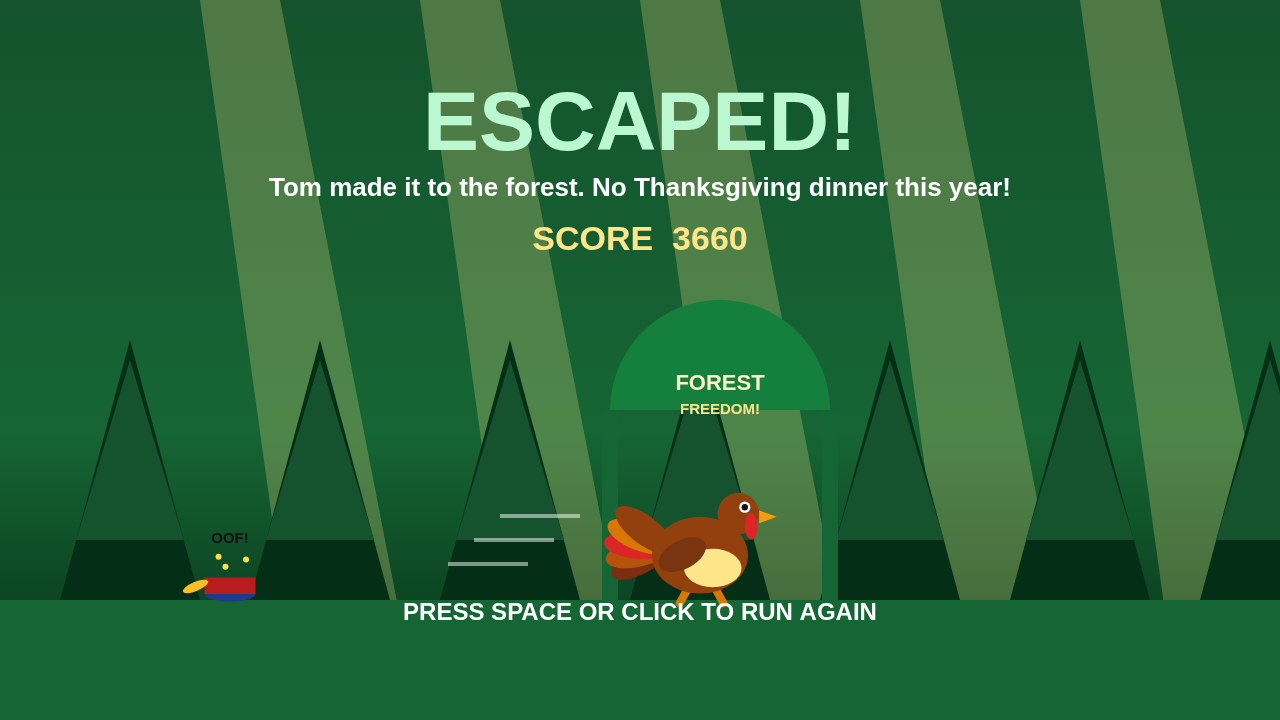 ESCAPED!
Tom made it to the forest. No Thanksgiving dinner this year!
SCORE 3660
FOREST
FREEDOM!
OOF!
PRESS SPACE OR CLICK TO RUN AGAIN